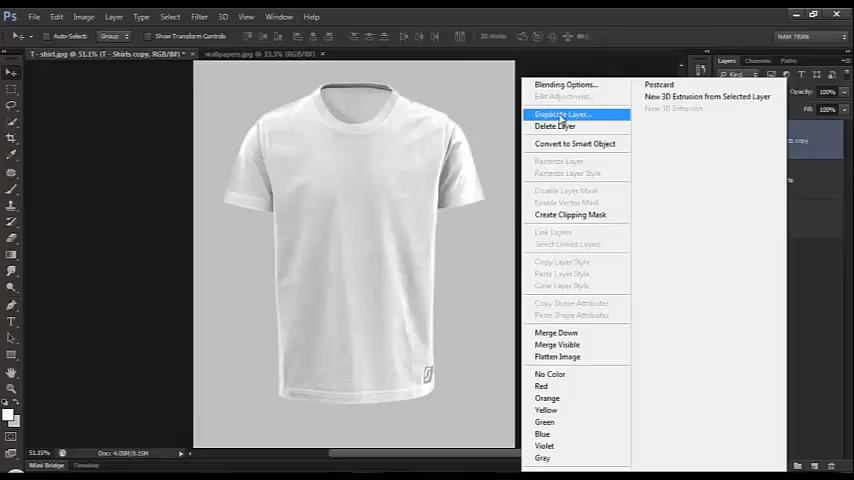 Ps File Edit Image Layer Type Select Filter 3D View Window Help
Auto-Select: Group Show Transform Controls 3D Mode: NAM TRAN
T - shirt.jpg @ 51.1% (T - Shirts copy, RGB/8#) * × wallpapers.jpg @ 33.3% (RGB/8#) ×
Layers Channels Paths
Kind
Opacity: 100%
Fill: 100%
copy
Blending Options...
Edit Adjustment...
Duplicate Layer...
Delete Layer
Convert to Smart Object
Rasterize Layer
Rasterize Layer Style
Disable Layer Mask
Enable Vector Mask
Create Clipping Mask
Link Layers
Select Linked Layers
Copy Layer Style
Paste Layer Style
Clear Layer Style
Copy Shape Attributes
Paste Shape Attributes
Merge Down
Merge Visible
Flatten Image
No Color
Red
Orange
Yellow
Green
Blue
Violet
Gray
Postcard
New 3D Extrusion from Selected Layer
New 3D Extrusion
51.15% Doc: 4.05M/8.15M
Mini Bridge Timeline